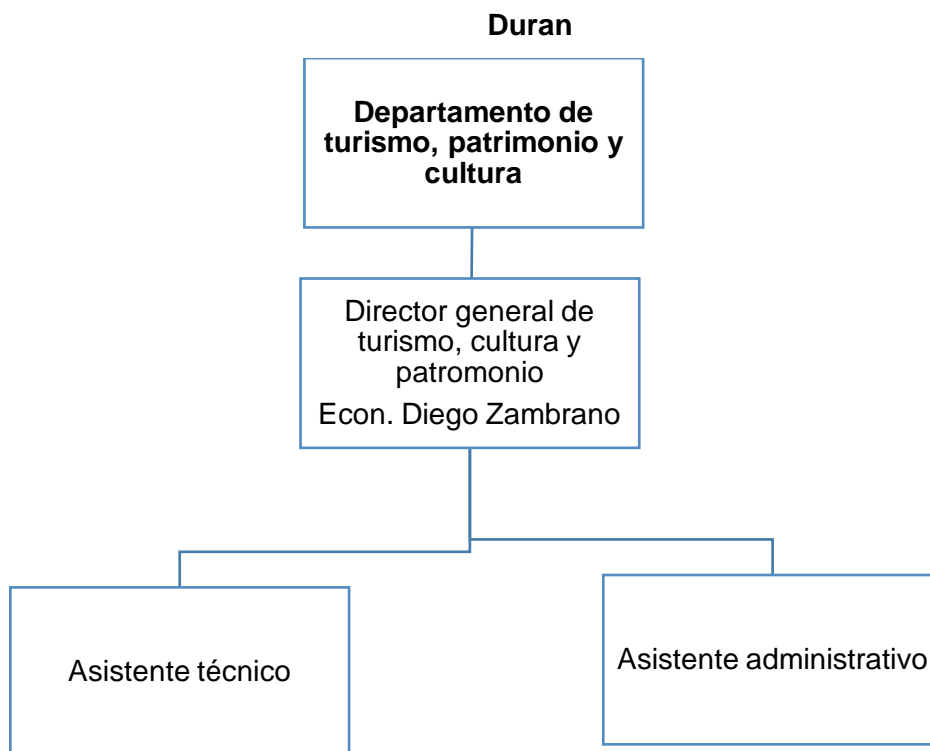 Duran
Departamento de
turismo, patrimonio y
cultura
Director general de
turismo, cultura y
patromonio
Econ. Diego Zambrano
Asistente técnico
Asistente administrativo